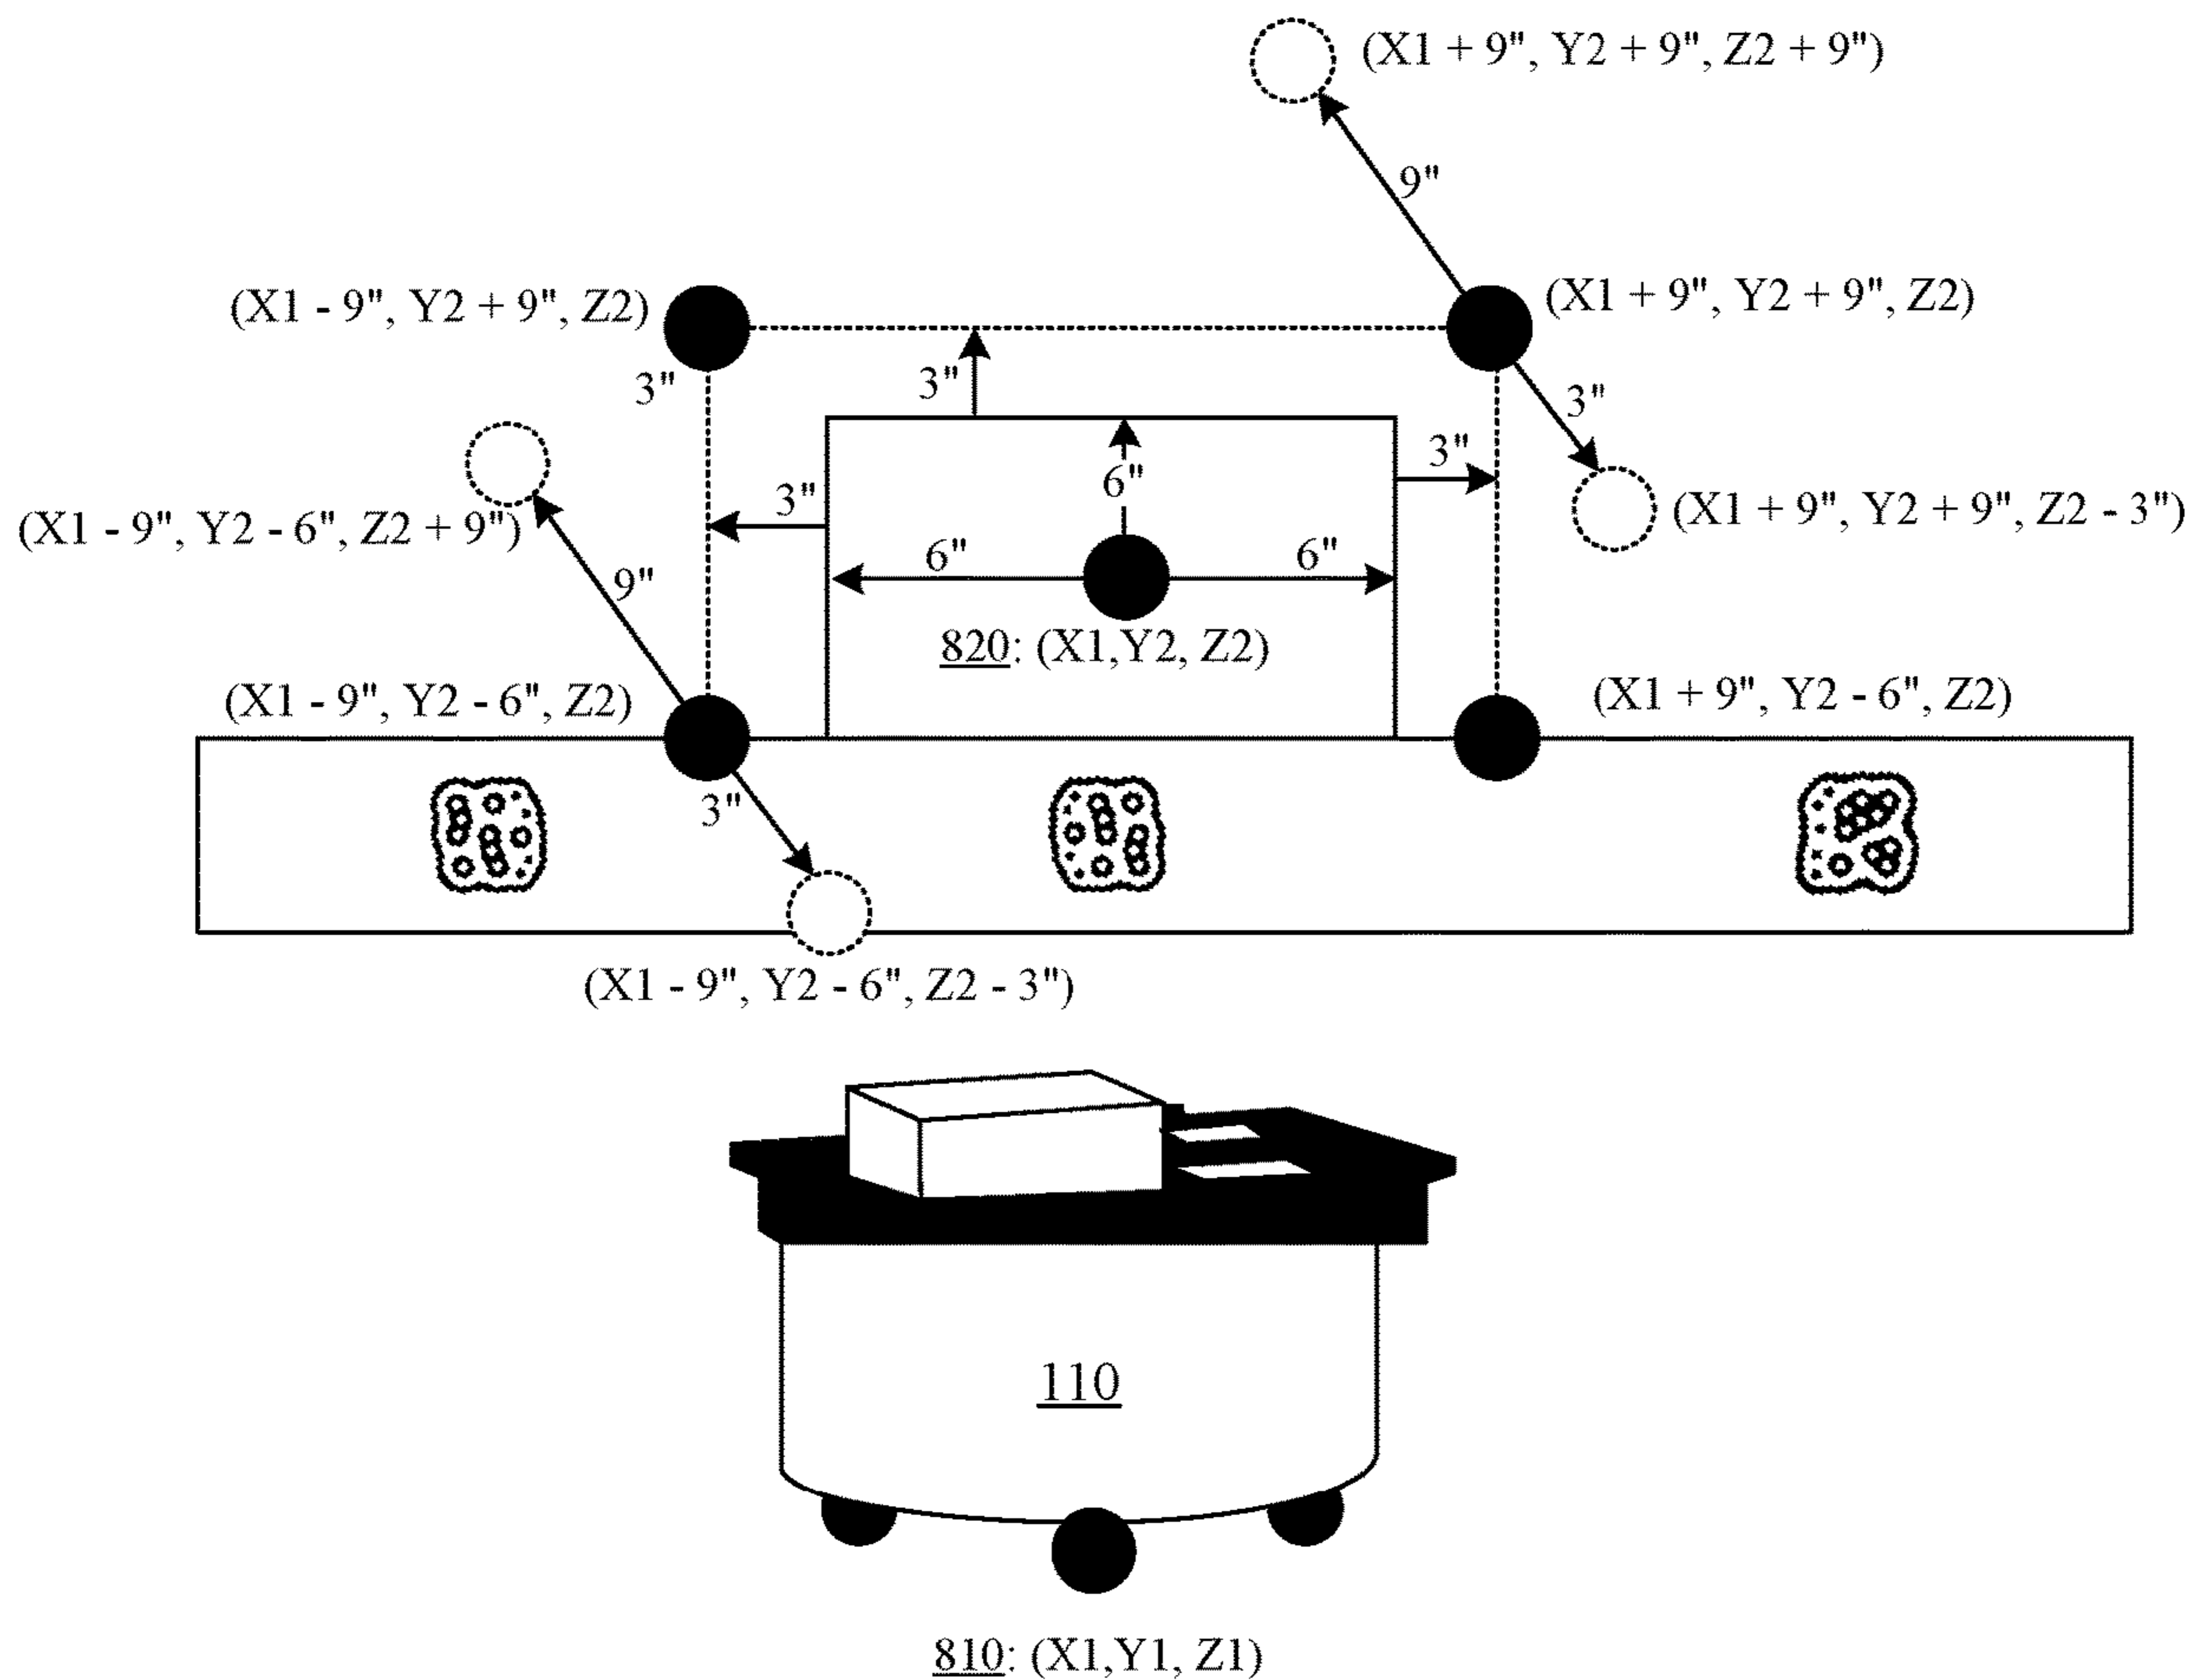 (X1 + 9", Y2 + 9", Z2 + 9")
9"
(X1 - 9", Y2 + 9", Z2)
(X1 + 9", Y2 + 9", Z2)
3"
3"
3"
3"
6"
3"
(X1 + 9", Y2 + 9", Z2 - 3")
(X1 - 9", Y2 - 6", Z2 + 9")
9"
6"
6"
820: (X1,Y2, Z2)
(X1 - 9", Y2 - 6", Z2)
(X1 + 9", Y2 - 6", Z2)
3"
(X1 - 9", Y2 - 6", Z2 - 3")
110
810: (X1,Y1, Z1)